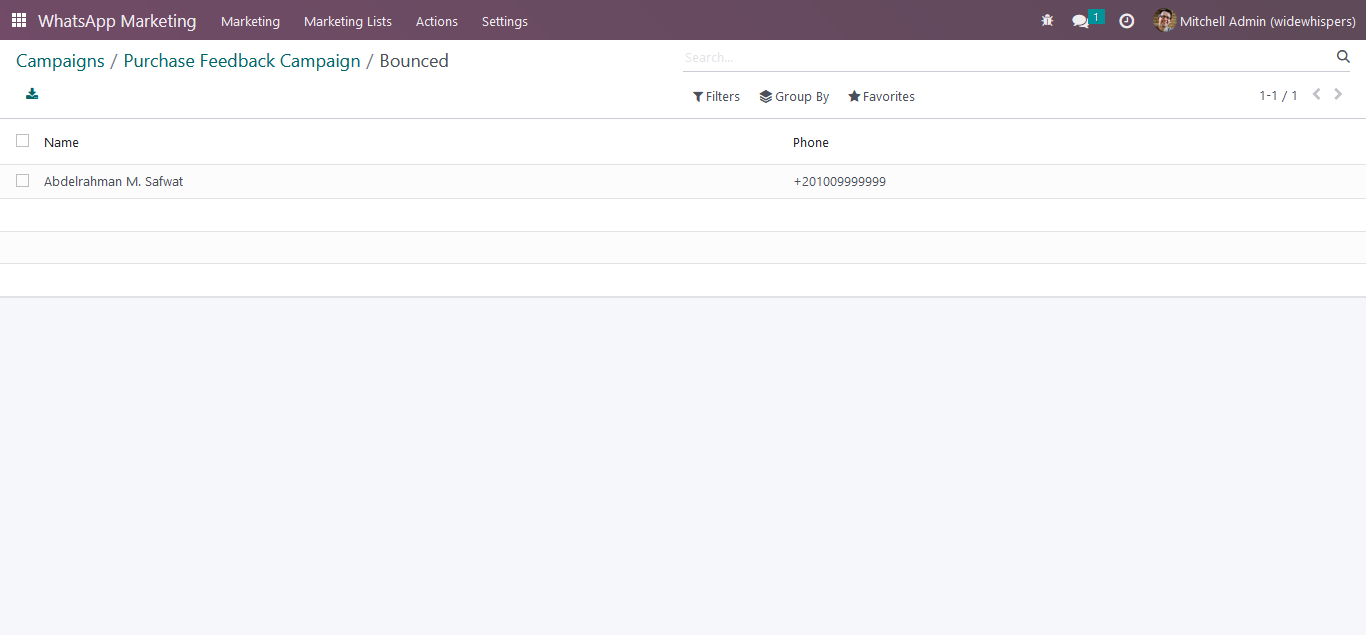 WhatsApp Marketing Marketing Marketing Lists Actions Settings 1 Mitchell Admin (widewhispers)
Campaigns / Purchase Feedback Campaign / Bounced Search...
Filters Group By Favorites 1-1 / 1
Name Phone
Abdelrahman M. Safwat +201009999999